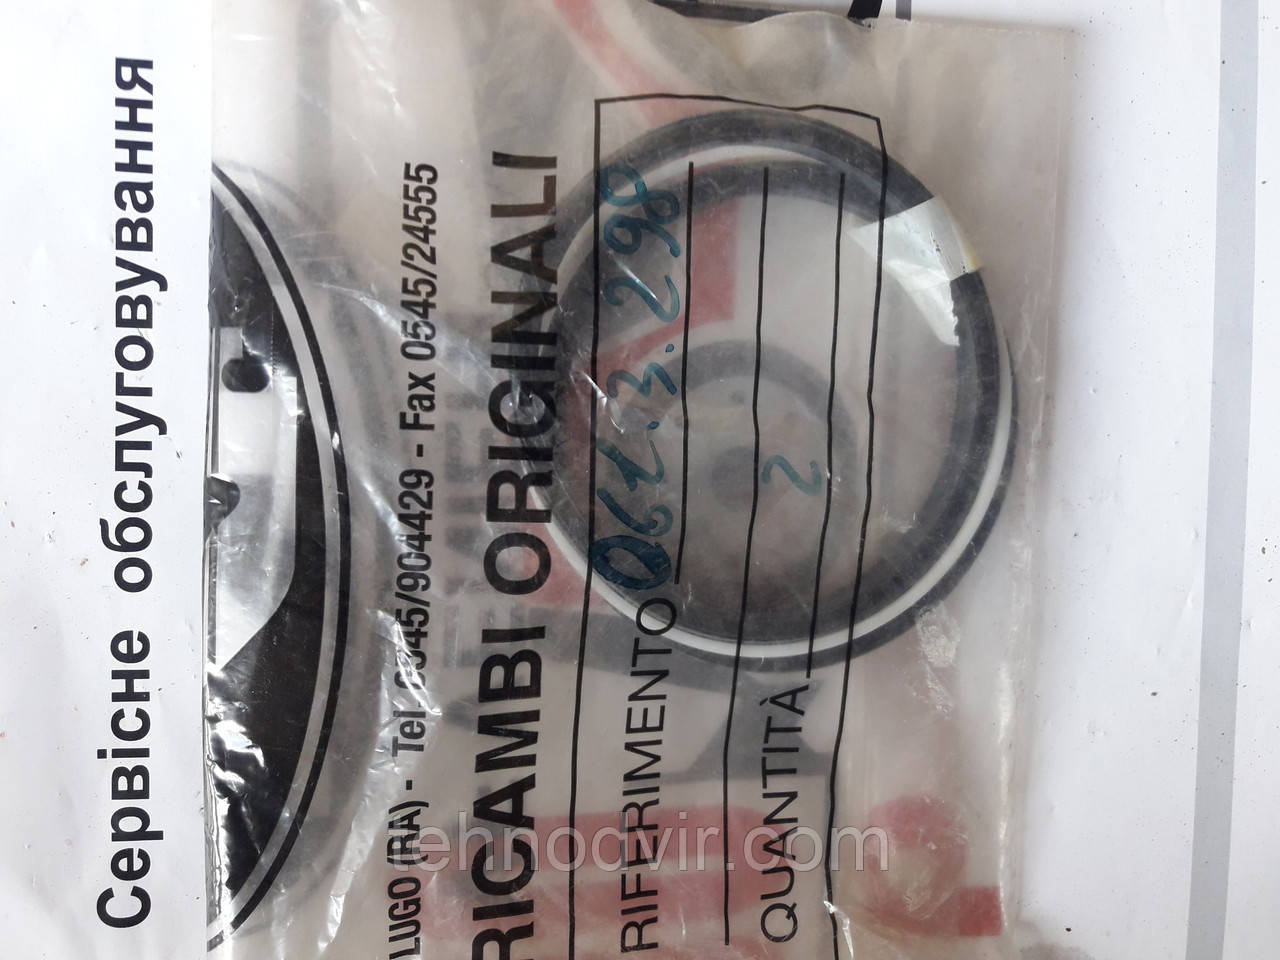 Сервісне обслуговування
LUGO (RA) - Tel. 0545/904429 - Fax 0545/24555
RICAMBI ORIGINALI
RIFERIMENTO 061.3.298
QUANTITÀ 2
tehnodvir.com